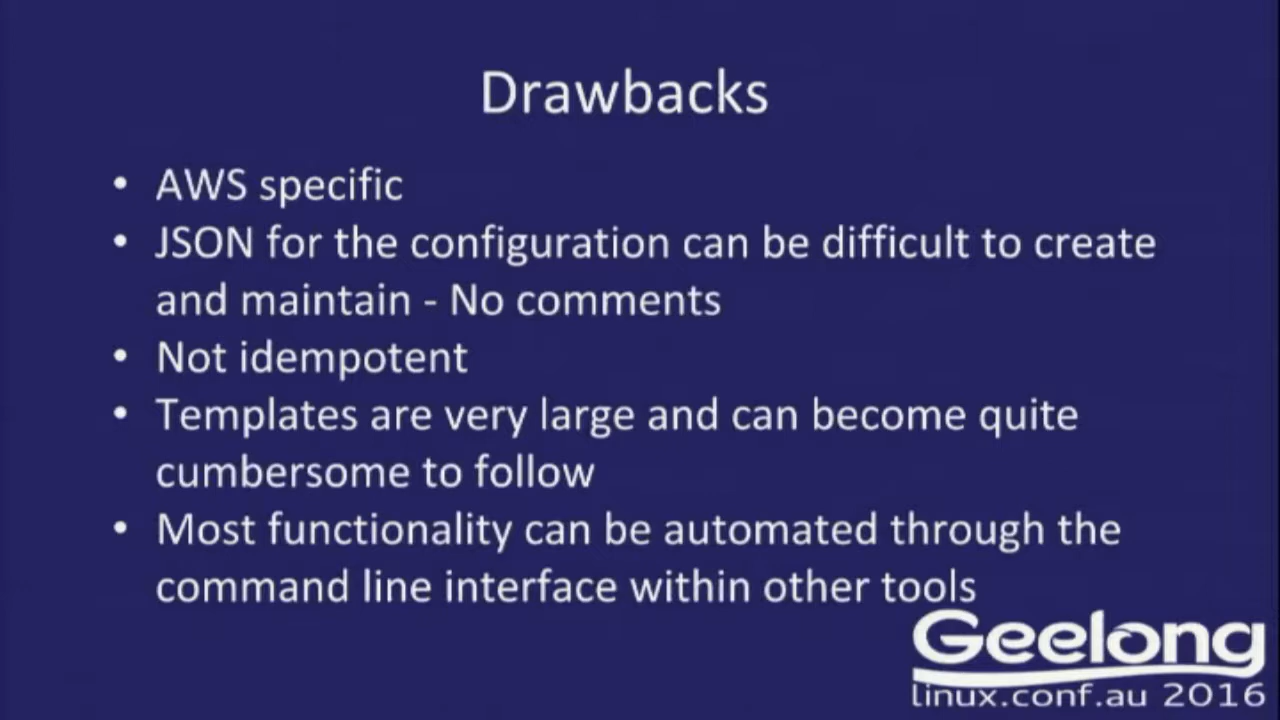 Drawbacks
• AWS specific
• JSON for the configuration can be difficult to create
and maintain - No comments
• Not idempotent
• Templates are very large and can become quite
cumbersome to follow
• Most functionality can be automated through the
command line interface within other tools
Geelong
linux.conf.au 2016